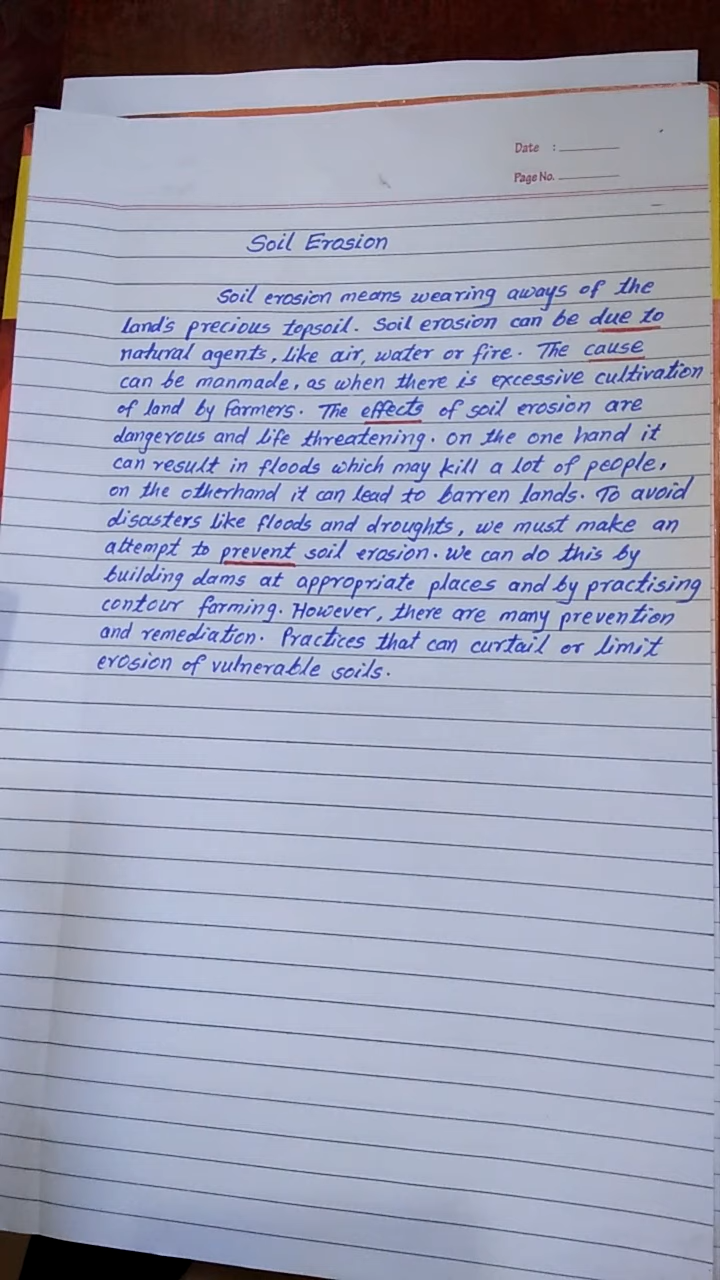 Date : ________
Page No. ________
Soil Erosion
Soil erosion means wearing aways of the
land's precious topsoil. Soil erosion can be due to
natural agents, like air, water or fire. The cause
can be manmade, as when there is excessive cultivation
of land by farmers. The effects of soil erosion are
dangerous and life threatening. on the one hand it
can result in floods which may kill a lot of people,
on the otherhand it can lead to barren lands. To avoid
disasters like floods and droughts, we must make an
attempt to prevent soil erosion. we can do this by
building dams at appropriate places and by practising
contour farming. However, there are many prevention
and remediation. Practices that can curtail or limit
erosion of vulnerable soils.